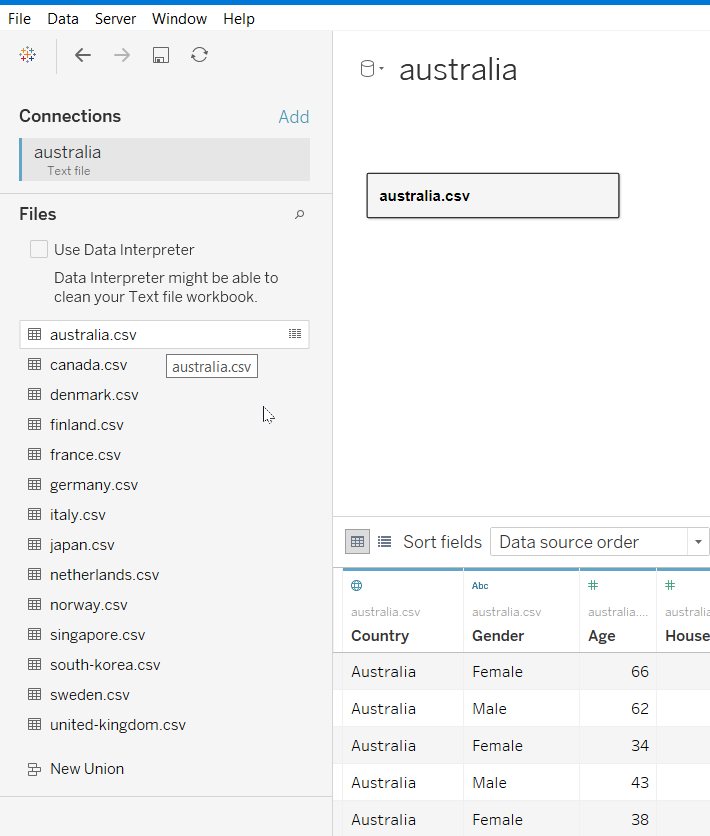 File Data Server Window Help
australia
Connections Add
australia
Text file
australia.csv
Files
Use Data Interpreter
Data Interpreter might be able to
clean your Text file workbook.
australia.csv
canada.csv
australia.csv
denmark.csv
finland.csv
france.csv
germany.csv
italy.csv
japan.csv
netherlands.csv
norway.csv
singapore.csv
south-korea.csv
sweden.csv
united-kingdom.csv
New Union
Sort fields Data source order
Abc
australia.csv australia.csv australia.... australia
Country Gender Age House
Australia Female 66
Australia Male 62
Australia Female 34
Australia Male 43
Australia Female 38